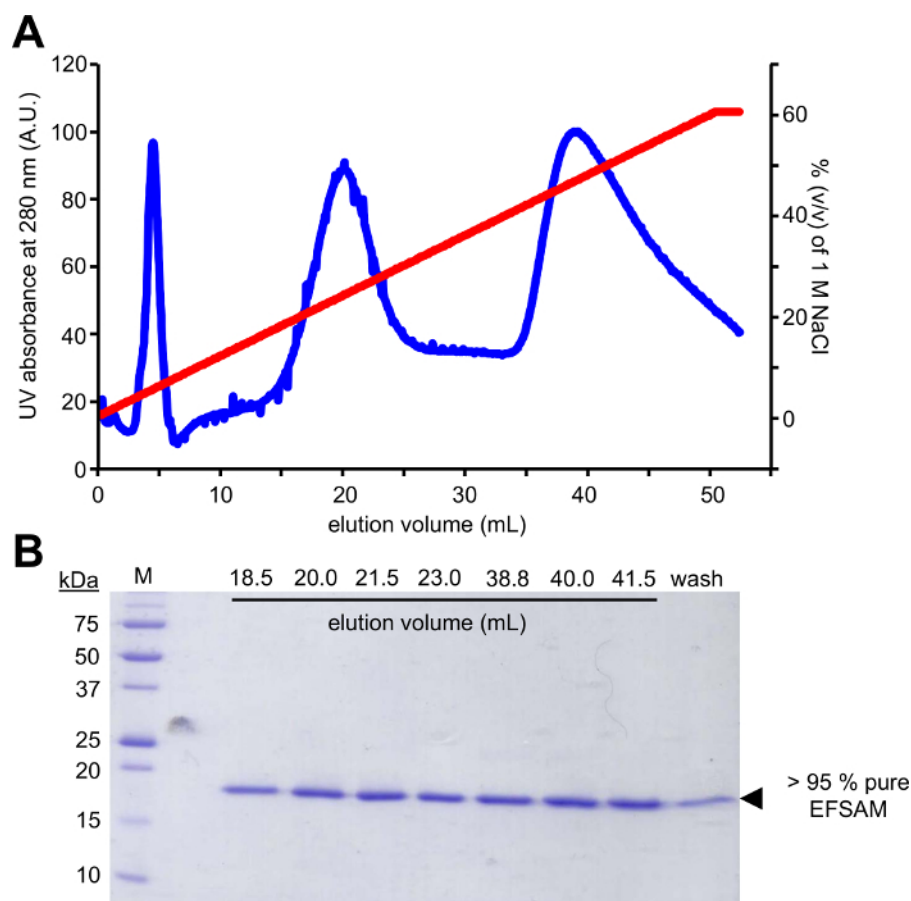 A
UV absorbance at 280 nm (A.U.)
120
100
80
60
40
20
0
60
40
20
0
% (v/v) of 1 M NaCl
0 10 20 30 40 50
elution volume (mL)
B
kDa M 18.5 20.0 21.5 23.0 38.8 40.0 41.5 wash
elution volume (mL)
75
50
37
25
20
15
10
> 95 % pure
EFSAM